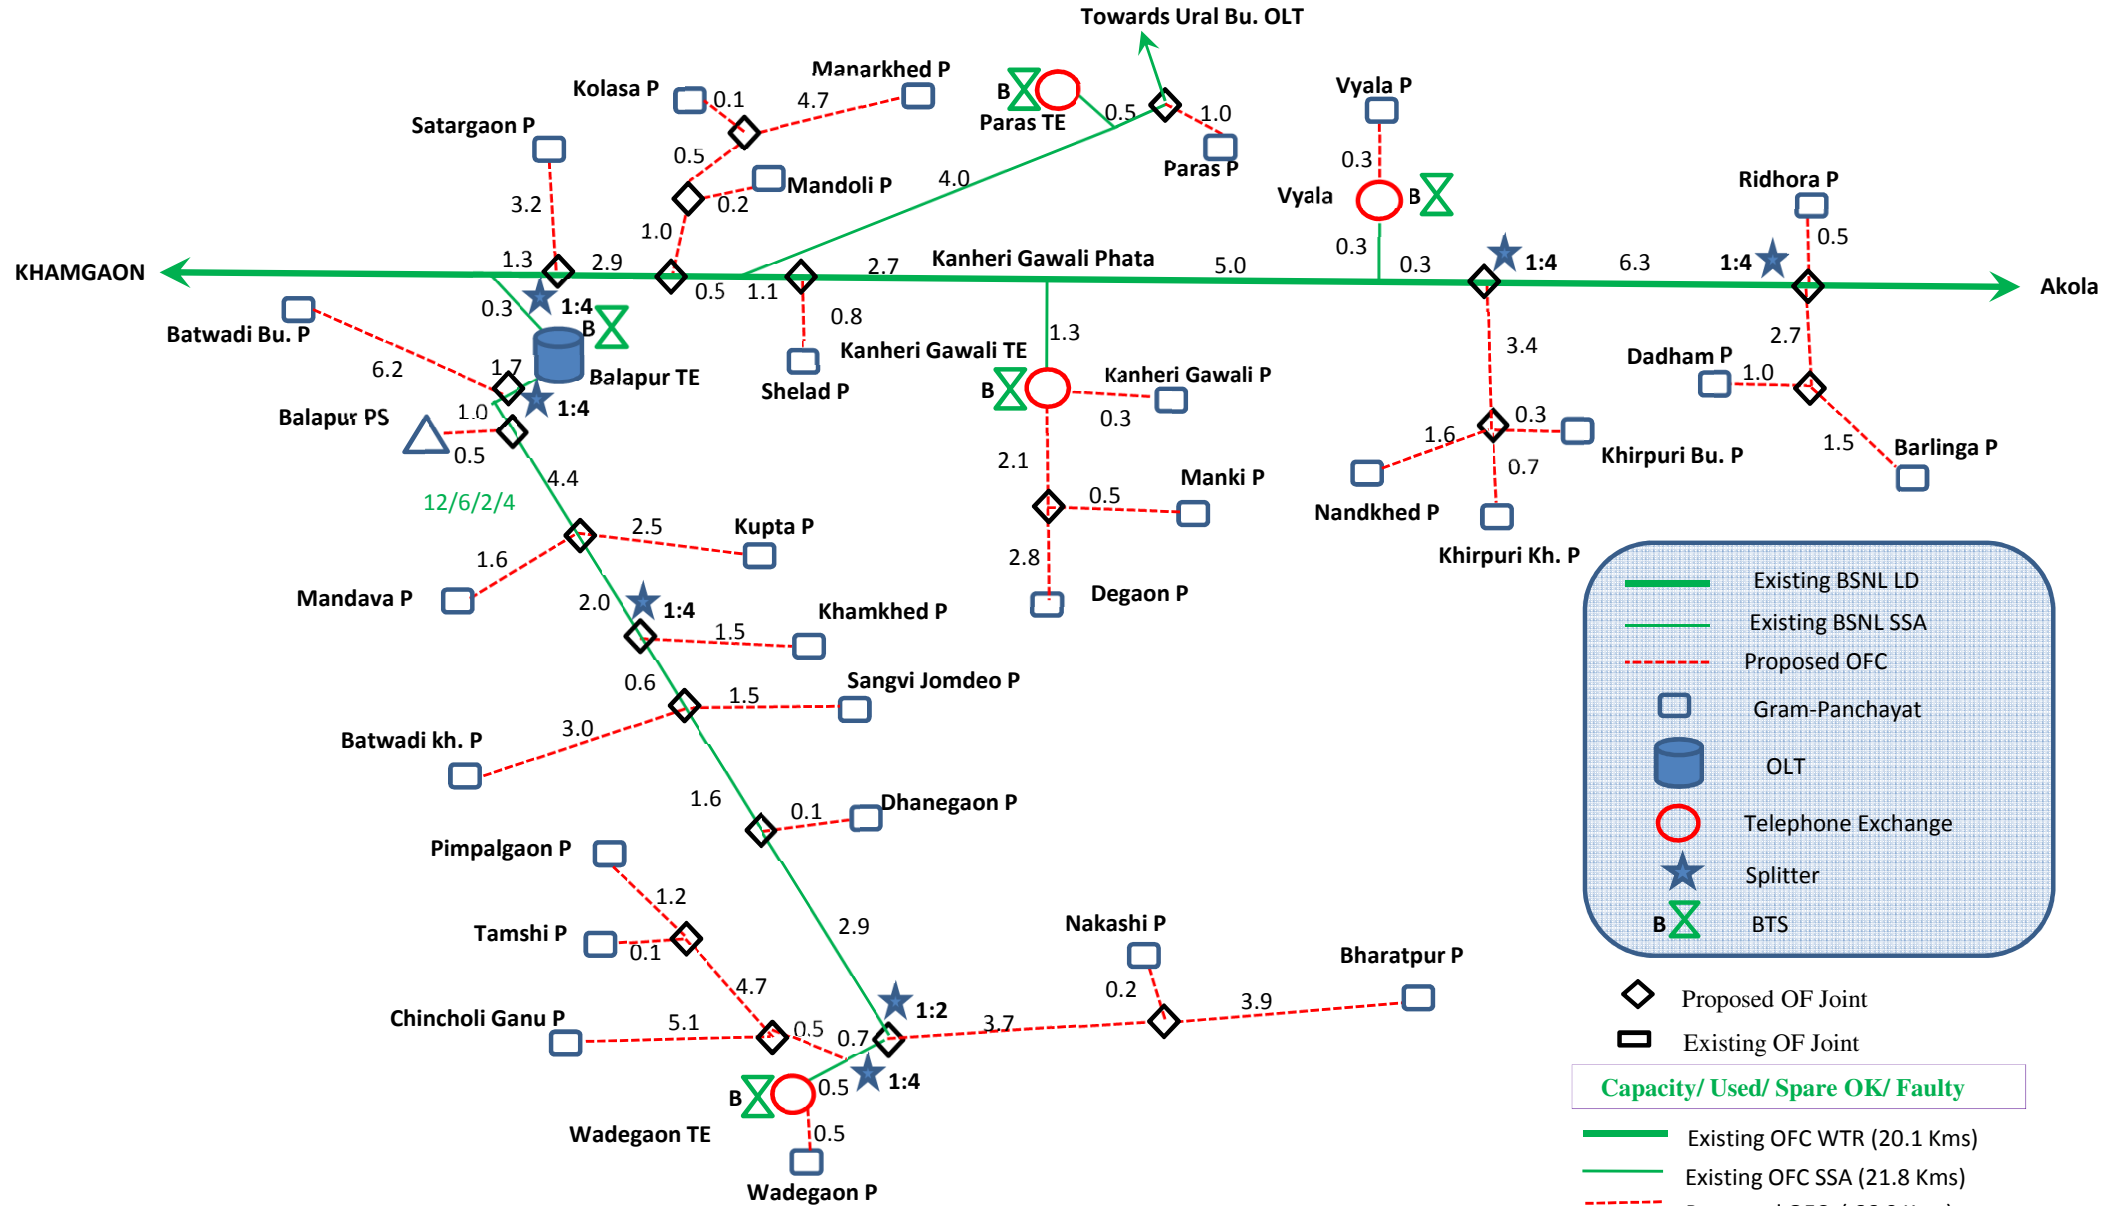 Towards Ural Bu. OLT
Manarkhed P
Kolasa P
0.1
4.7
B
Paras TE
0.5
1.0
Paras P
Vyala P
Satargaon P
0.5
Mandoli P
0.2
3.2
1.0
4.0
0.3
Vyala
B
Ridhora P
0.5
KHAMGAON
1.3
2.9
0.5
1.1
2.7
Kanheri Gawali Phata
5.0
0.3
0.3
1:4
6.3
1:4
Akola
0.3
1:4
B
Batwadi Bu. P
6.2
1.7
Balapur TE
0.8
Shelad P
Kanheri Gawali TE
1.3
B
Kanheri Gawali P
0.3
3.4
2.7
Dadham P
1.0
1:4
1.0
Balapur PS
0.5
4.4
12/6/2/4
2.1
Manki P
0.5
1.6
0.3
Khirpuri Bu. P
0.7
Nandkhed P
Khirpuri Kh. P
1.5
Barlinga P
2.5
Kupta P
1.6
Mandava P
2.8
Degaon P
2.0
1:4
Khamkhed P
1.5
0.6
Sangvi Jomdeo P
1.5
3.0
Batwadi kh. P
1.6
Dhanegaon P
0.1
Pimpalgaon P
1.2
Tamshi P
0.1
2.9
4.7
Chincholi Ganu P
5.1
0.5
0.7
1:2
3.7
Nakashi P
0.2
3.9
Bharatpur P
1:4
0.5
B
Wadegaon TE
0.5
Wadegaon P
Existing BSNL LD
Existing BSNL SSA
Proposed OFC
Gram-Panchayat
OLT
Telephone Exchange
Splitter
B
BTS
Proposed OF Joint
Existing OF Joint
Capacity/ Used/ Spare OK/ Faulty
Existing OFC WTR (20.1 Kms)
Existing OFC SSA (21.8 Kms)